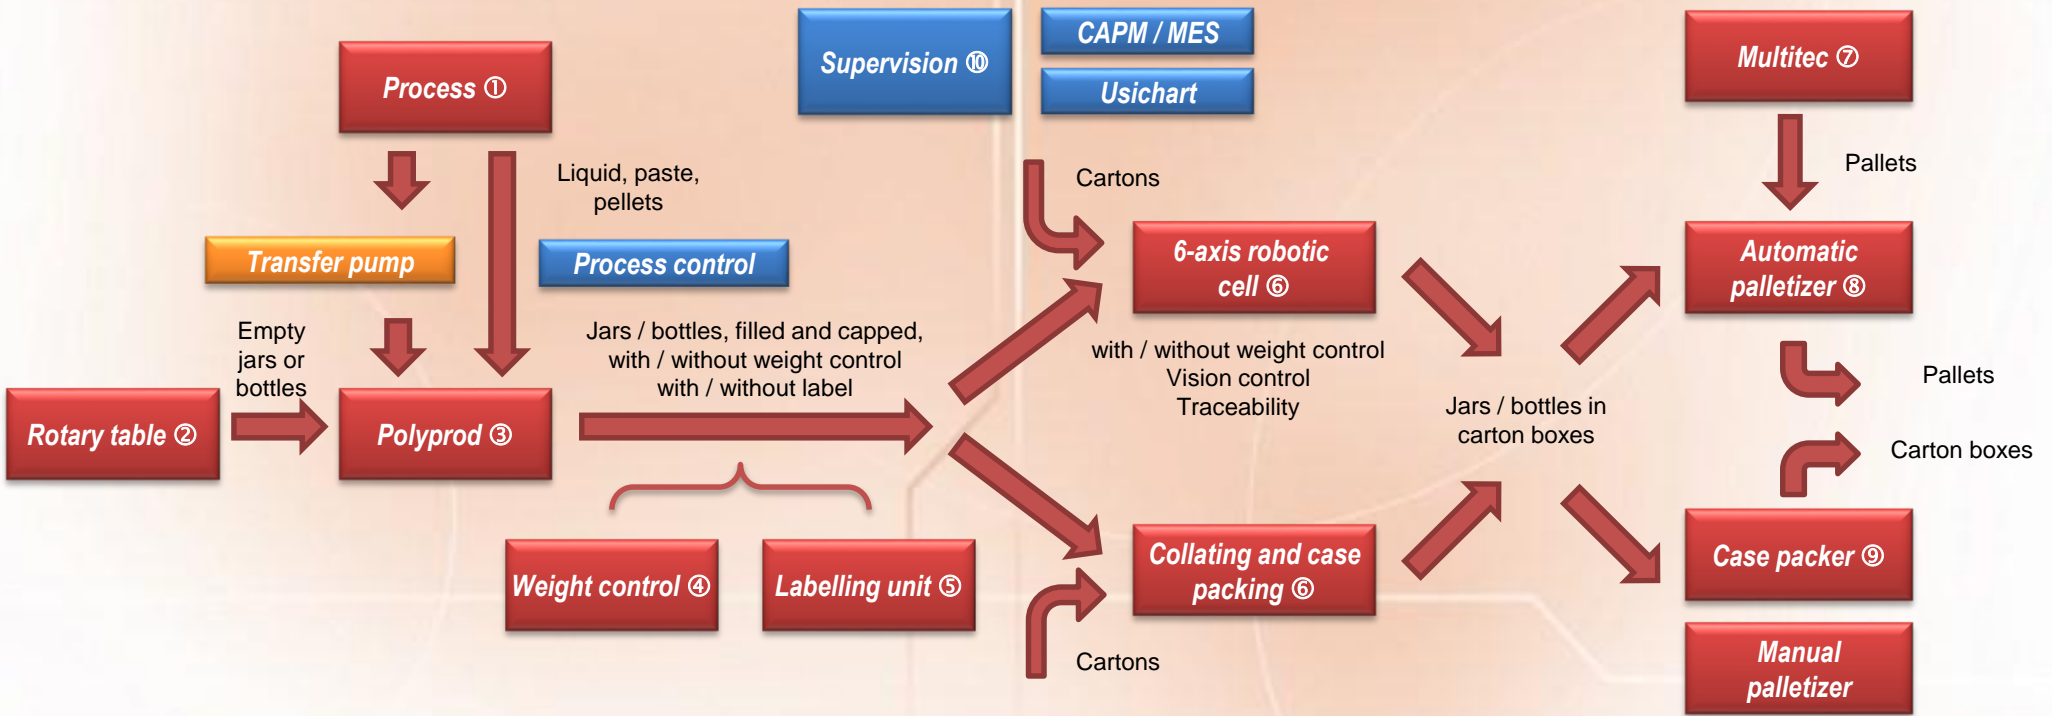 Process ①
Supervision ⑩
CAPM / MES
Usichart
Multitec ⑦
Liquid, paste,
pellets
Cartons
Pallets
Transfer pump
Process control
6-axis robotic
cell ⑥
Automatic
palletizer ⑧
Empty
jars or
bottles
Jars / bottles, filled and capped,
with / without weight control
with / without label
with / without weight control
Vision control
Traceability
Rotary table ②
Polyprod ③
Jars / bottles in
carton boxes
Pallets
Carton boxes
Weight control ④
Labelling unit ⑤
Collating and case
packing ⑥
Case packer ⑨
Cartons
Manual
palletizer